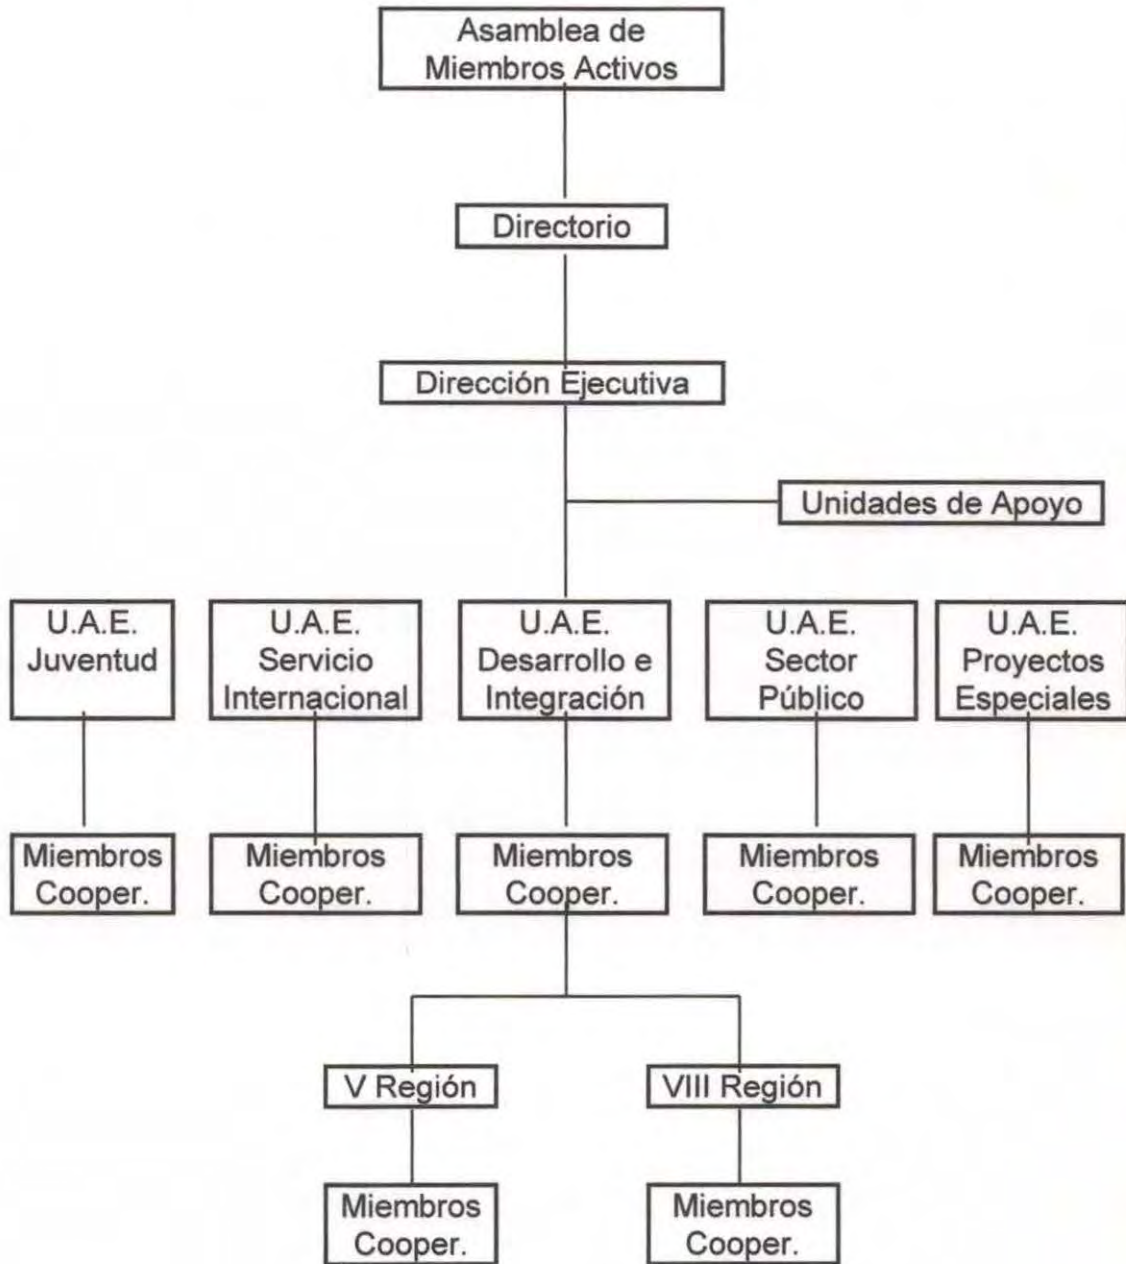 Asamblea de
Miembros Activos
Directorio
Dirección Ejecutiva
Unidades de Apoyo
U.A.E.
Juventud
U.A.E.
Servicio
Internacional
U.A.E.
Desarrollo e
Integración
U.A.E.
Sector
Público
U.A.E.
Proyectos
Especiales
Miembros
Cooper.
Miembros
Cooper.
Miembros
Cooper.
Miembros
Cooper.
Miembros
Cooper.
V Región
VIII Región
Miembros
Cooper.
Miembros
Cooper.